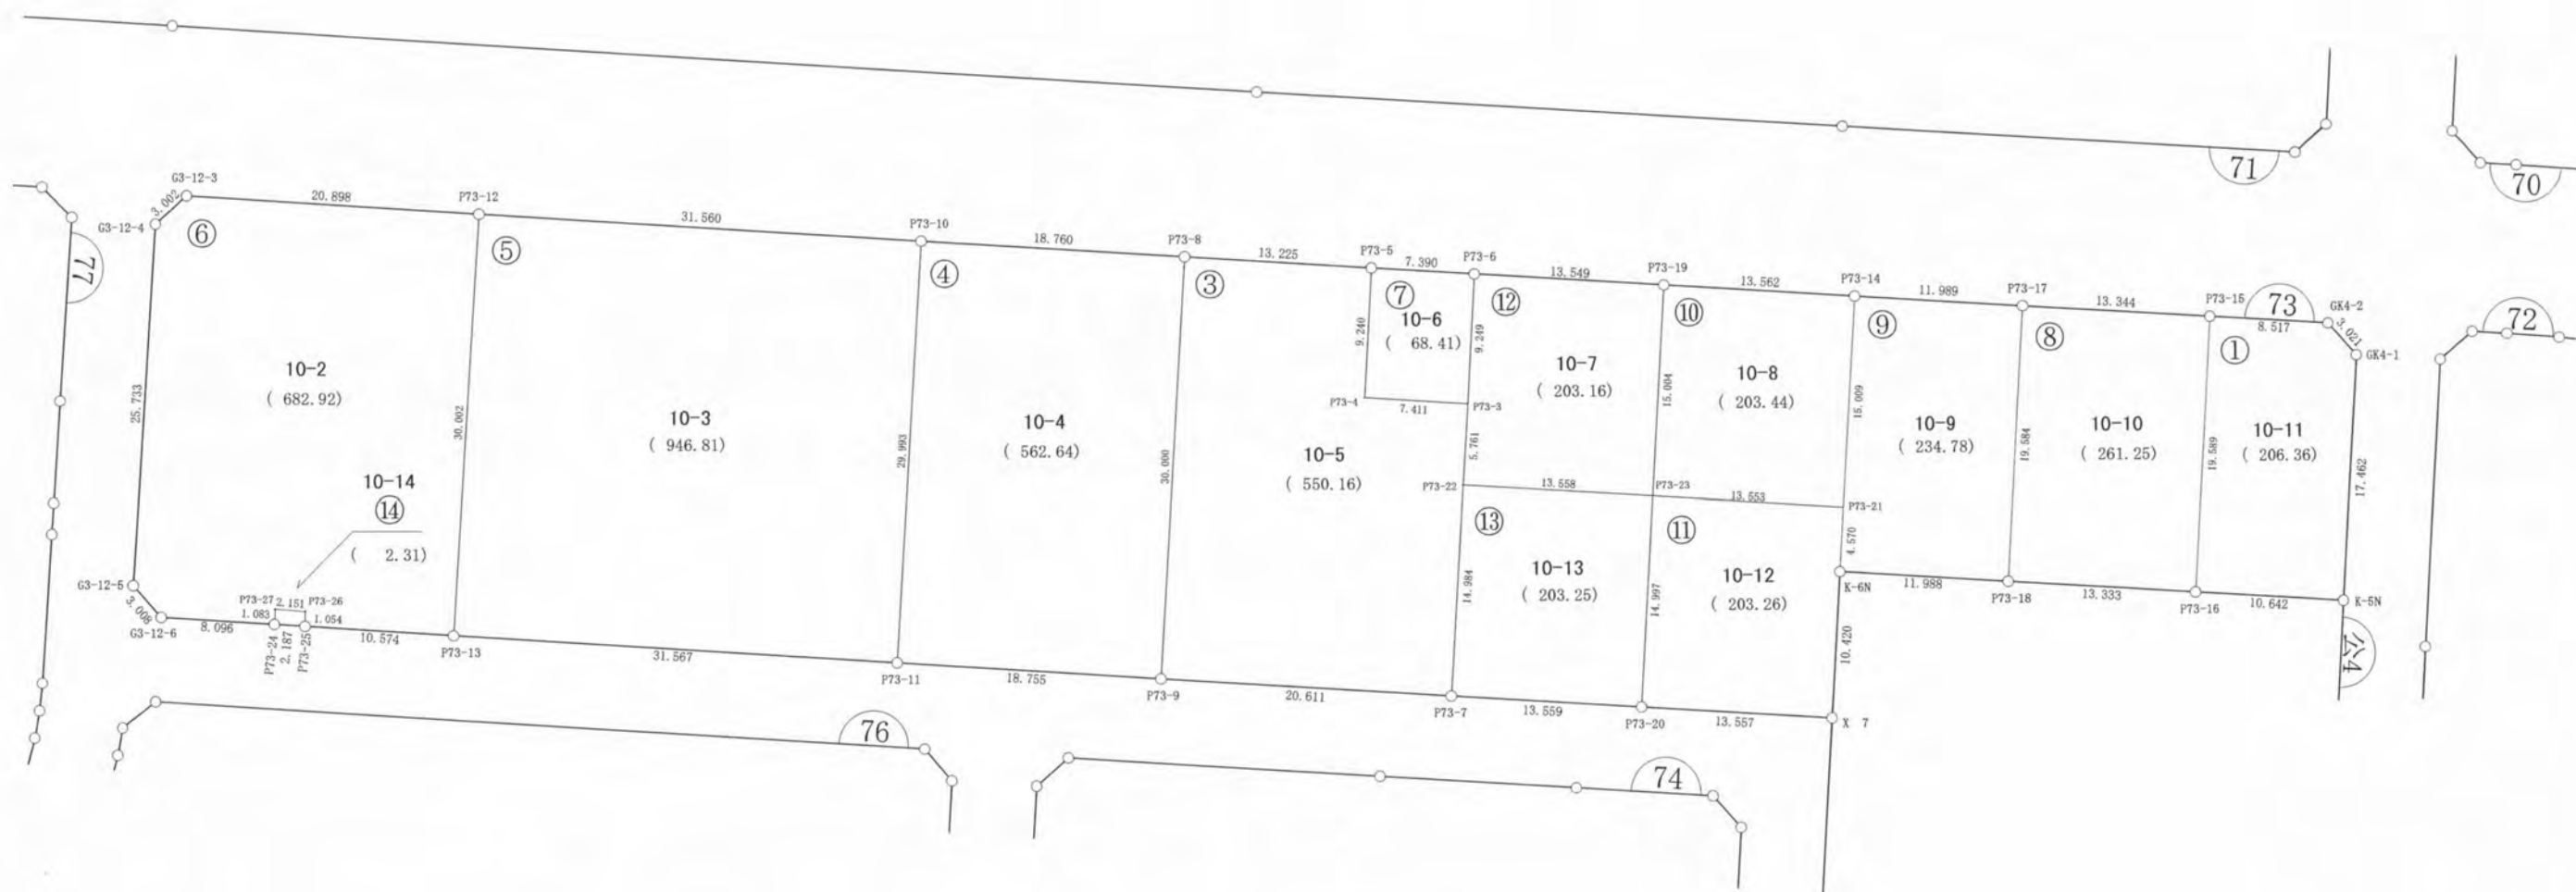 71
70
G3-12-3
3.002
20.898
P73-12
G3-12-4
⑥
77
31.560
⑤
P73-10
18.760
④
P73-8
13.225
③
P73-5
7.390
P73-6
⑦
13.549
P73-19
⑫
13.562
P73-14
⑩
11.989
P73-17
⑨
13.344
P73-15
⑧
73
8.517
GK4-2
3.021
①
GK4-1
72
10-6
( 68.41)
9.240
9.249
10-2
( 682.92)
25.733
30.002
10-3
( 946.81)
29.993
10-4
( 562.64)
30.000
P73-4
7.411
P73-3
10-7
( 203.16)
15.004
10-8
( 203.44)
15.009
10-9
( 234.78)
19.584
10-10
( 261.25)
19.589
10-11
( 206.36)
17.462
5.761
10-5
( 550.16)
P73-22
13.558
P73-23
13.553
P73-21
10-14
⑭
( 2.31)
⑬
⑪
4.570
10-13
( 203.25)
14.984
14.997
10-12
( 203.26)
K-6N
11.988
P73-18
13.333
P73-16
10.642
K-5N
公4
10.420
G3-12-5
3.008
G3-12-6
8.096
P73-27
2.151
P73-26
1.083
1.054
P73-24
2.187
P73-25
10.574
P73-13
31.567
P73-11
18.755
P73-9
20.611
P73-7
13.559
P73-20
13.557
X 7
76
74